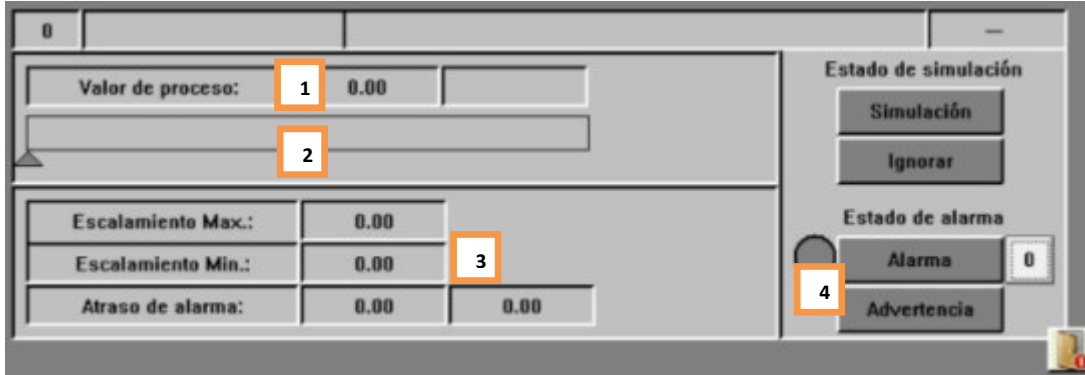 0 —
Valor de proceso: 1 0.00
2
Escalamiento Max.: 0.00
Escalamiento Min.: 0.00 3
Atraso de alarma: 0.00 0.00
Estado de simulación
Simulación
Ignorar
Estado de alarma
Alarma 0
4
Advertencia